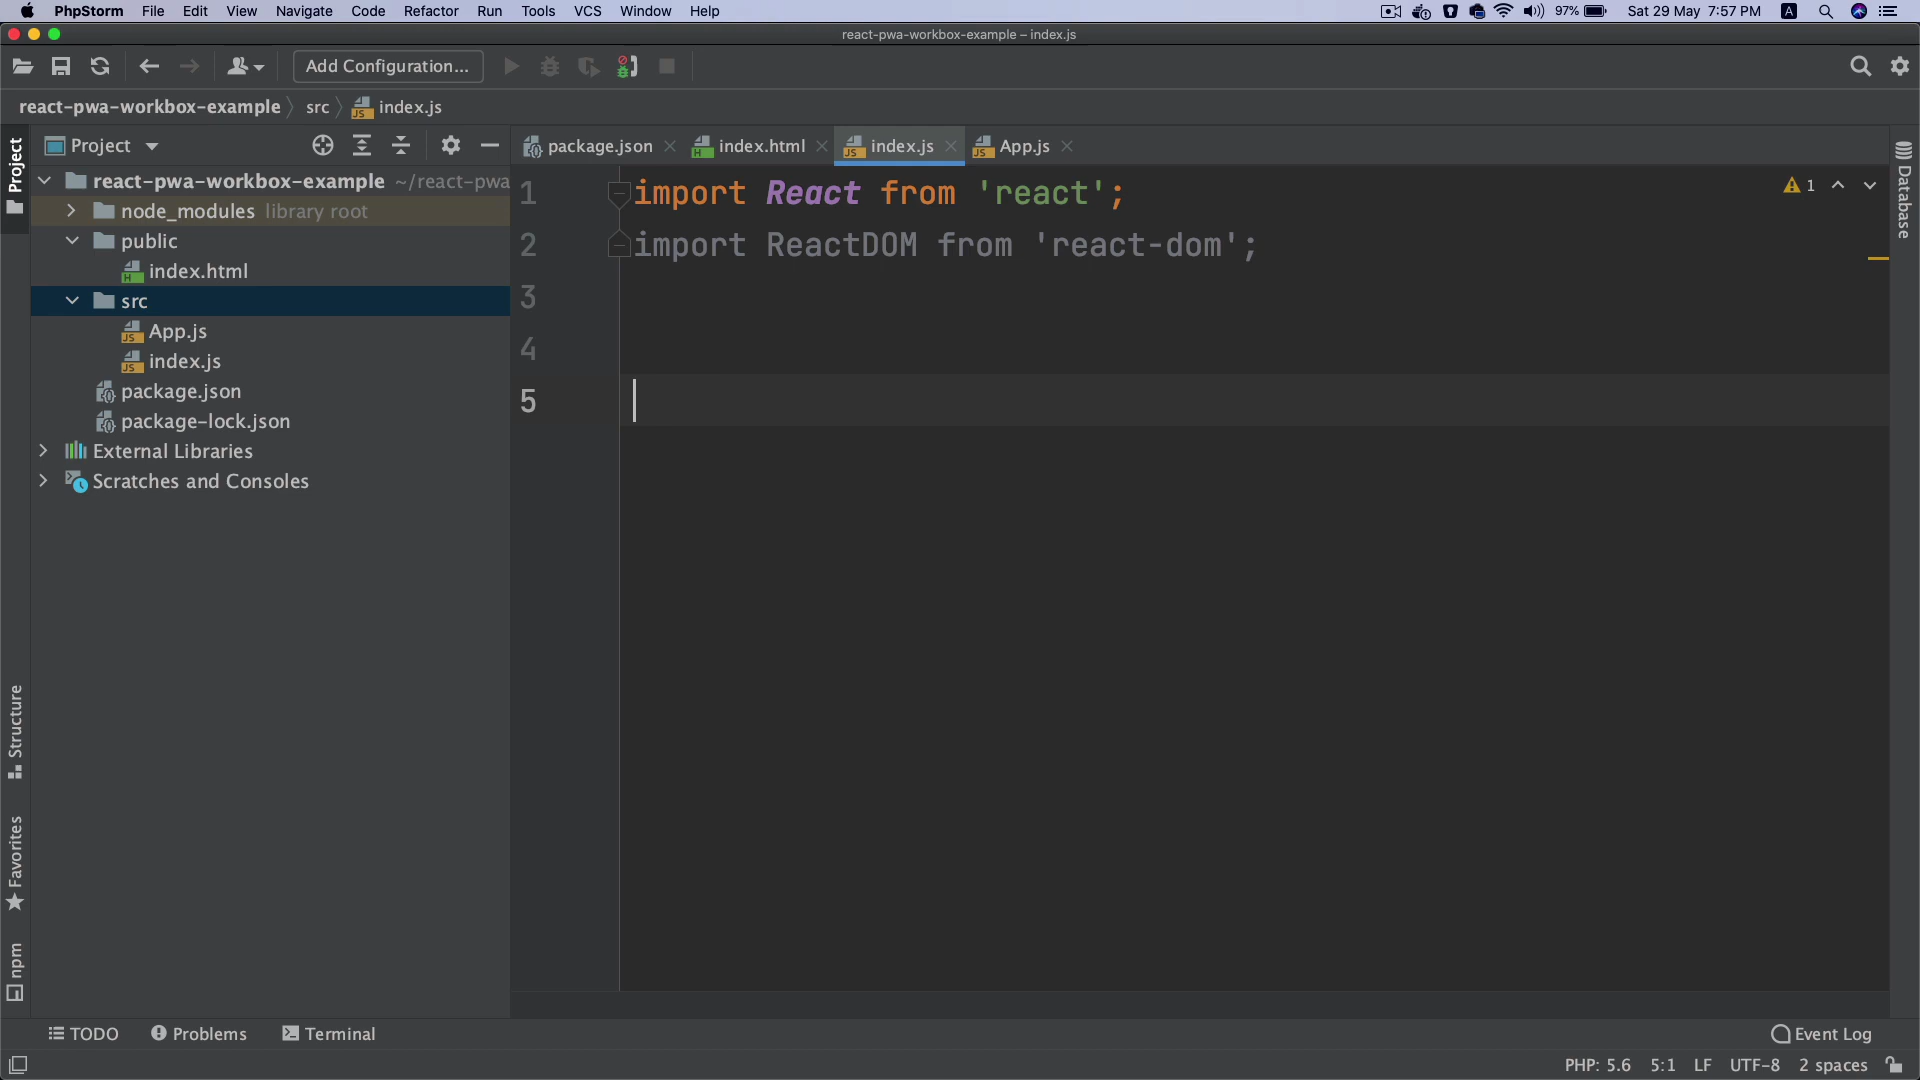 PhpStorm File Edit View Navigate Code Refactor Run Tools VCS Window Help 97% Sat 29 May 7:57 PM A
react-pwa-workbox-example – index.js
Add Configuration...
react-pwa-workbox-example src index.js
Project
package.json index.html index.js App.js
react-pwa-workbox-example ~/react-pwa
node_modules library root
public
index.html
src
App.js
index.js
package.json
package-lock.json
External Libraries
Scratches and Consoles
1 import React from 'react';
2 import ReactDOM from 'react-dom';
3
4
5
1
Project
Structure
Favorites
npm
Database
TODO Problems Terminal Event Log
PHP: 5.6 5:1 LF UTF-8 2 spaces